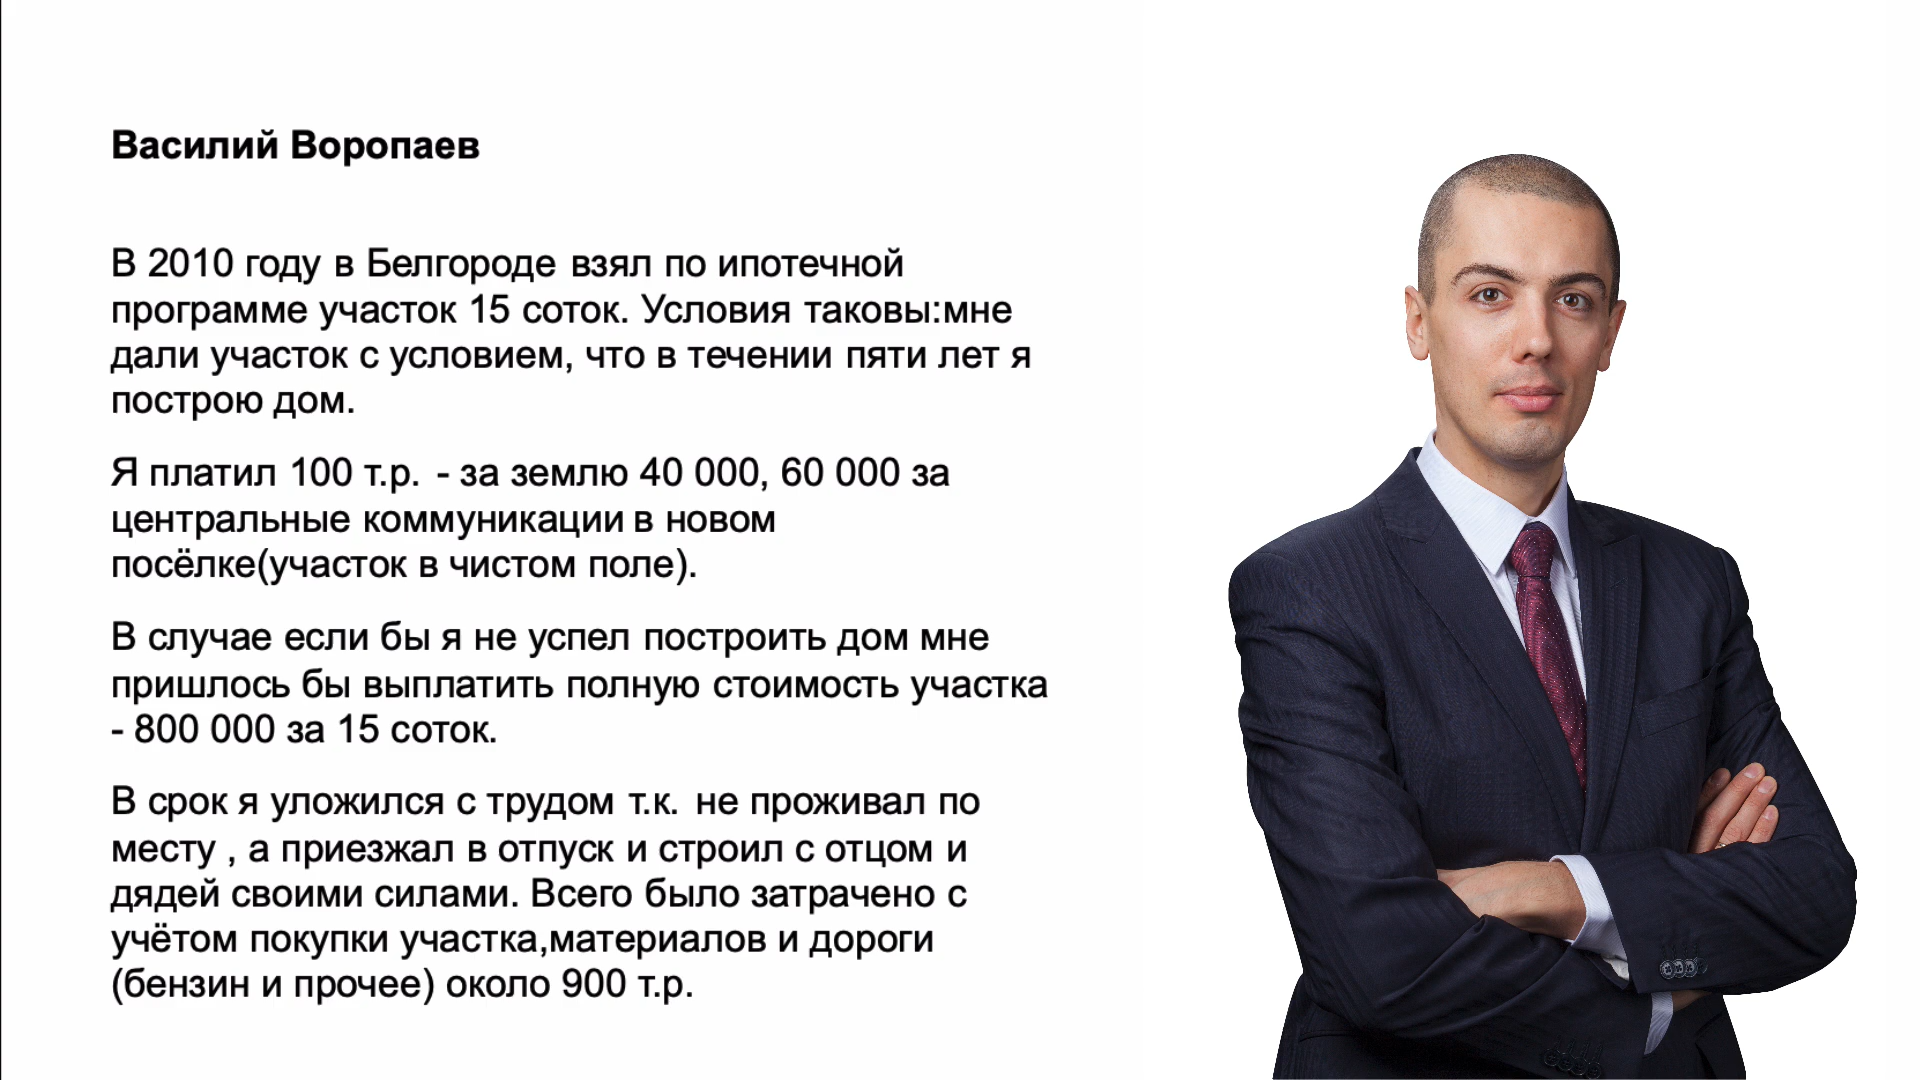 Василий Воропаев
В 2010 году в Белгороде взял по ипотечной
программе участок 15 соток. Условия таковы:мне
дали участок с условием, что в течении пяти лет я
построю дом.
Я платил 100 т.р. - за землю 40 000, 60 000 за
центральные коммуникации в новом
посёлке(участок в чистом поле).
В случае если бы я не успел построить дом мне
пришлось бы выплатить полную стоимость участка
- 800 000 за 15 соток.
В срок я уложился с трудом т.к. не проживал по
месту , а приезжал в отпуск и строил с отцом и
дядей своими силами. Всего было затрачено с
учётом покупки участка,материалов и дороги
(бензин и прочее) около 900 т.р.